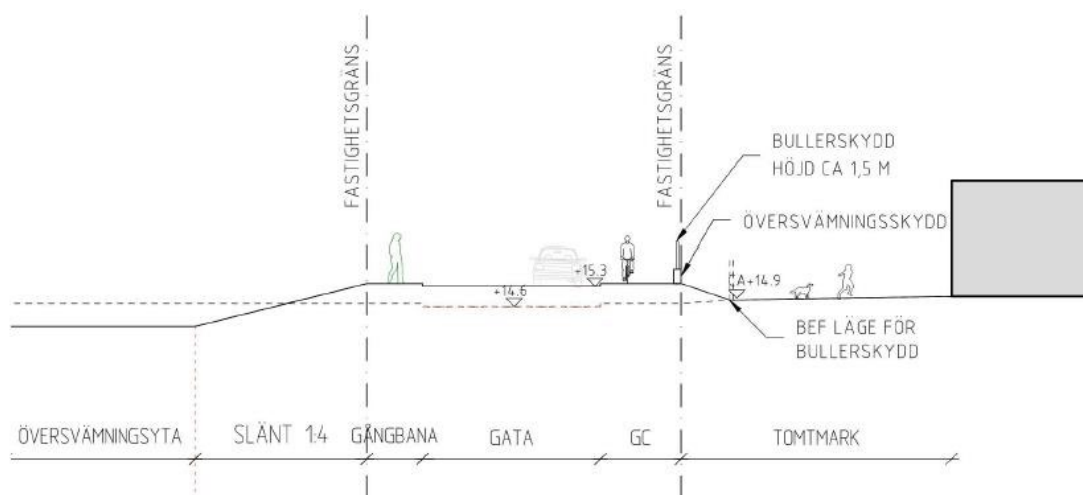 FASTIGHETSGRÄNS
FASTIGHETSGRÄNS
BULLERSKYDD
HÖJD CA 1,5 M
ÖVERSVÄMNINGSSKYDD
+15.3
+14.6
CA+14.9
BEF LÄGE FÖR
BULLERSKYDD
ÖVERSVÄMNINGSYTA
SLÄNT 1:4
GÅNGBANA
GATA
GC
TOMTMARK